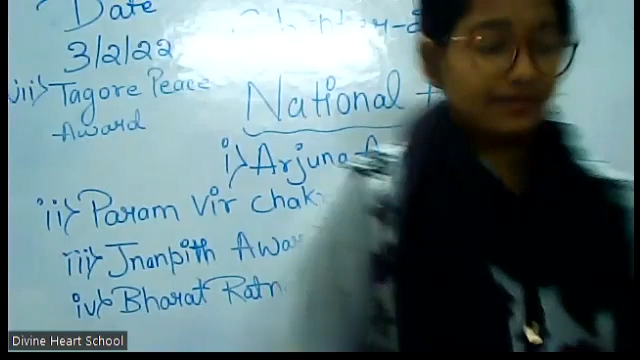 Date
3/2/22
vii> Tagore Peace
Award
National
i> Arjuna A
ii> Param Vir Chak
iii> Jnanpith Awa
iv> Bharat Ratn
Divine Heart School